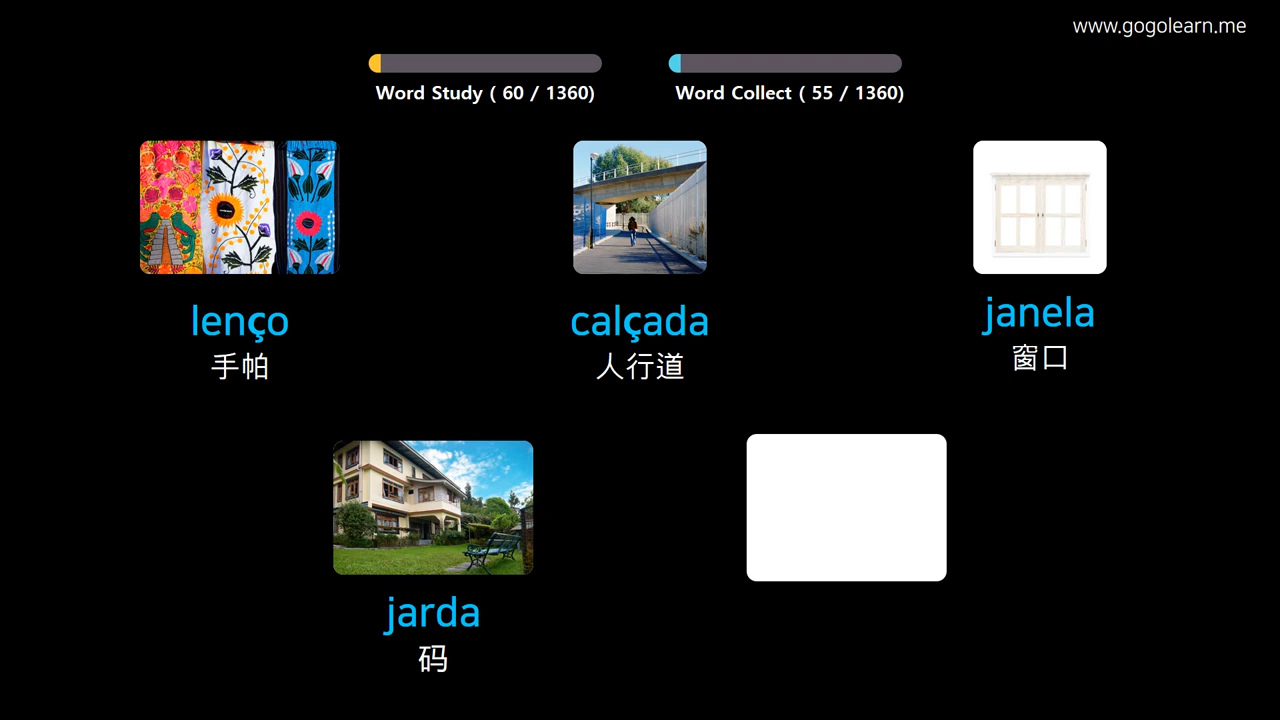 www.gogolearn.me
Word Study ( 60 / 1360)
Word Collect ( 55 / 1360)
lenço
手帕
calçada
人行道
janela
窗口
jarda
码